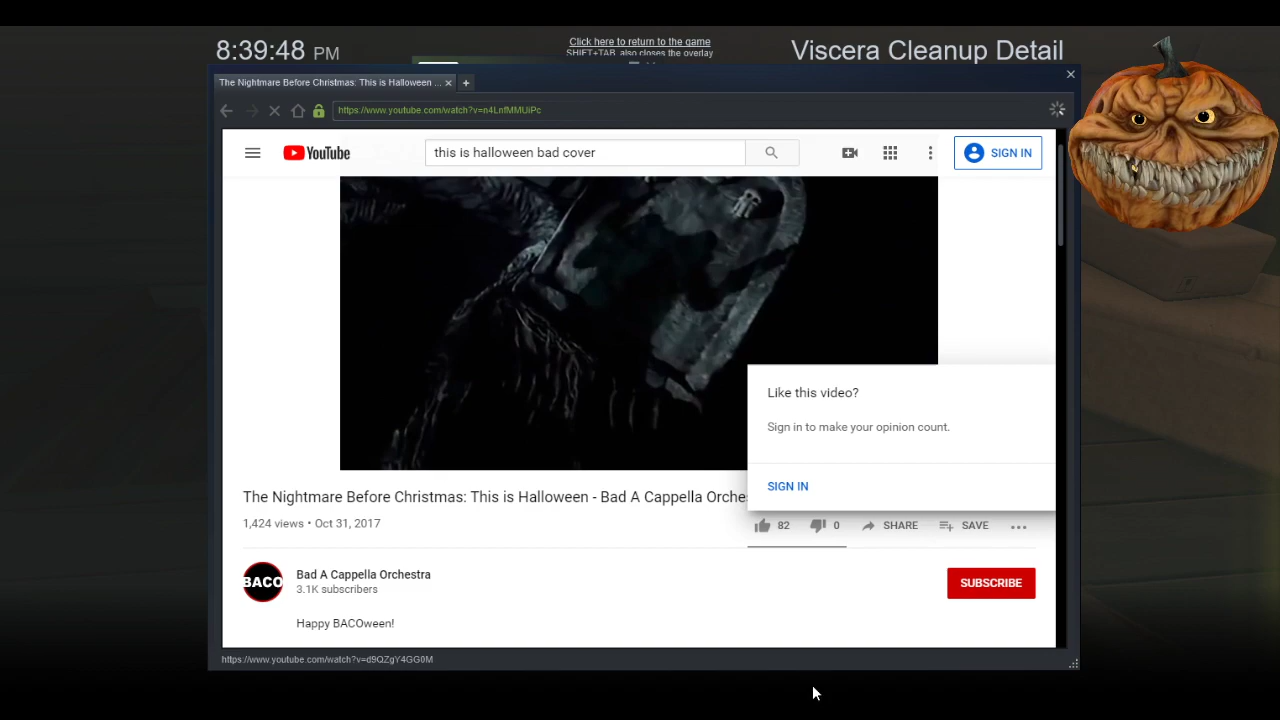 8:39:48 PM
Click here to return to the game
SHIFT+TAB also closes the overlay
Viscera Cleanup Detail
The Nightmare Before Christmas: This is Halloween ...
https://www.youtube.com/watch?v=n4LnfMMUiPc
YouTube
this is halloween bad cover
SIGN IN
Like this video?
Sign in to make your opinion count.
SIGN IN
The Nightmare Before Christmas: This is Halloween - Bad A Cappella Orche
1,424 views • Oct 31, 2017
82
0
SHARE
SAVE
BACO
Bad A Cappella Orchestra
3.1K subscribers
SUBSCRIBE
Happy BACOween!
https://www.youtube.com/watch?v=d9QZgY4GG0M